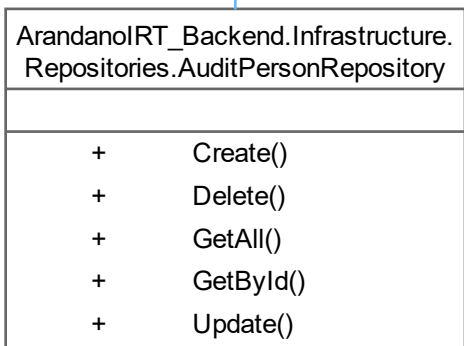 ArandanoIRT_Backend.Infrastructure.
Repositories.AuditPersonRepository
+ Create()
+ Delete()
+ GetAll()
+ GetById()
+ Update()